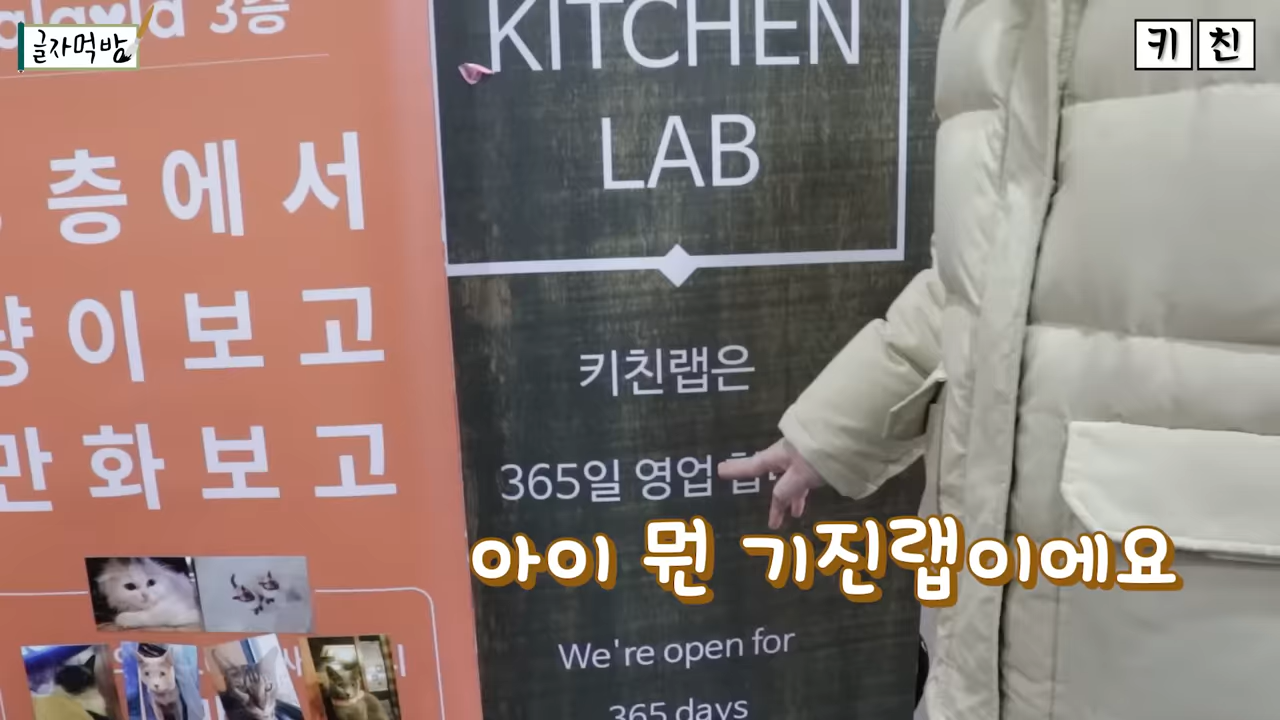 글자먹방
키친
3층
층에서
이보고
만화보고
KITCHEN
LAB
키친랩은
365일 영업
아이 뭔 기진랩이에요
We're open for
365 days